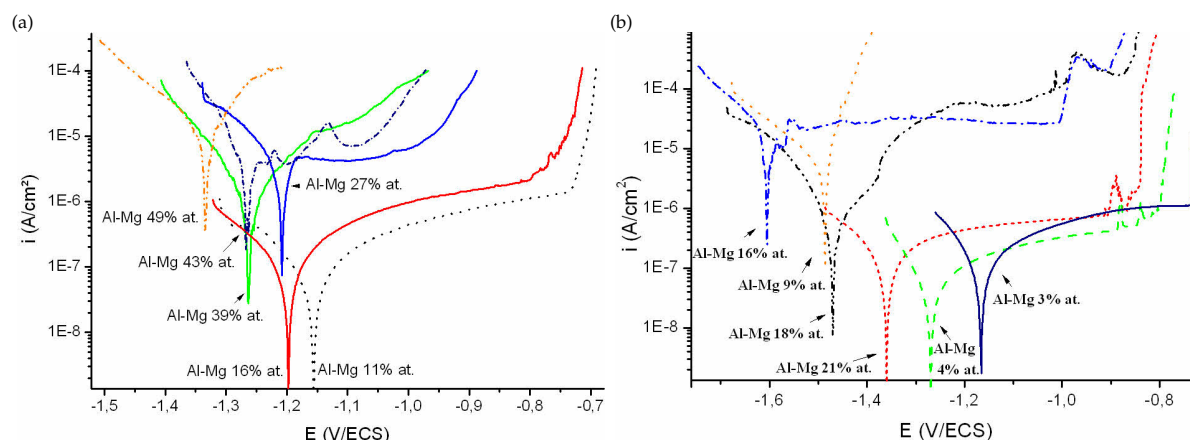 (a)
i (A/cm²)
1E-4
1E-5
1E-6
1E-7
1E-8
Al-Mg 27% at.
Al-Mg 49% at.
Al-Mg 43% at.
Al-Mg 39% at.
Al-Mg 16% at.
Al-Mg 11% at.
-1,5
-1,4
-1,3
-1,2
-1,1
-1,0
-0,9
-0,8
-0,7
E (V/ECS)
(b)
i (A/cm²)
1E-4
1E-5
1E-6
1E-7
1E-8
Al-Mg 16% at.
Al-Mg 9% at.
Al-Mg 3% at.
Al-Mg 18% at.
Al-Mg
4% at.
Al-Mg 21% at.
-1,6
-1,4
-1,2
-1,0
-0,8
E (V/ECS)